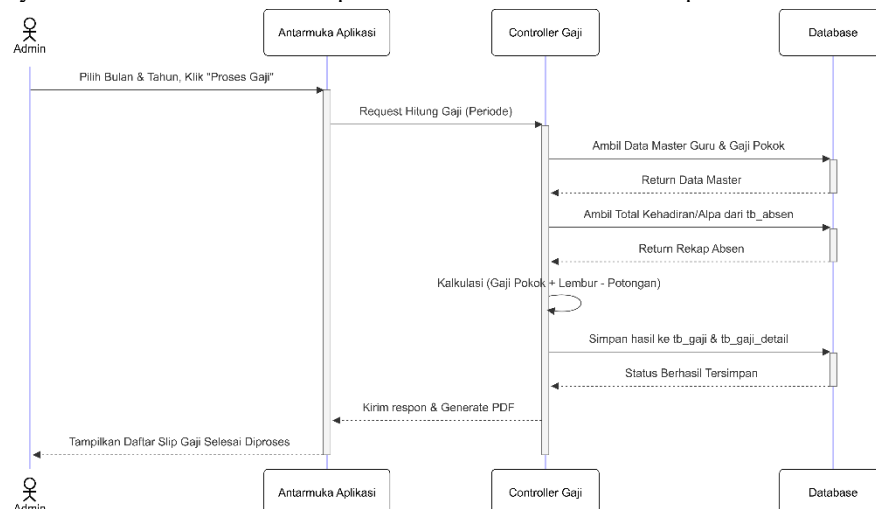 Admin
Antarmuka Aplikasi
Controller Gaji
Database
Pilih Bulan & Tahun, Klik "Proses Gaji"
Request Hitung Gaji (Periode)
Ambil Data Master Guru & Gaji Pokok
Return Data Master
Ambil Total Kehadiran/Alpa dari tb_absen
Return Rekap Absen
Kalkulasi (Gaji Pokok + Lembur - Potongan)
Simpan hasil ke tb_gaji & tb_gaji_detail
Status Berhasil Tersimpan
Kirim respon & Generate PDF
Tampilkan Daftar Slip Gaji Selesai Diproses
Admin
Antarmuka Aplikasi
Controller Gaji
Database